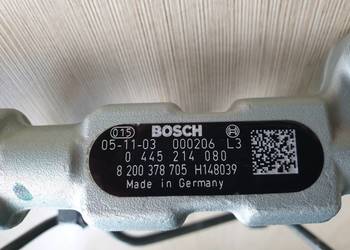 015 BOSCH
05-11-03 000206 L3
0 445 214 080
8 200 378 705 H148039
Made in Germany